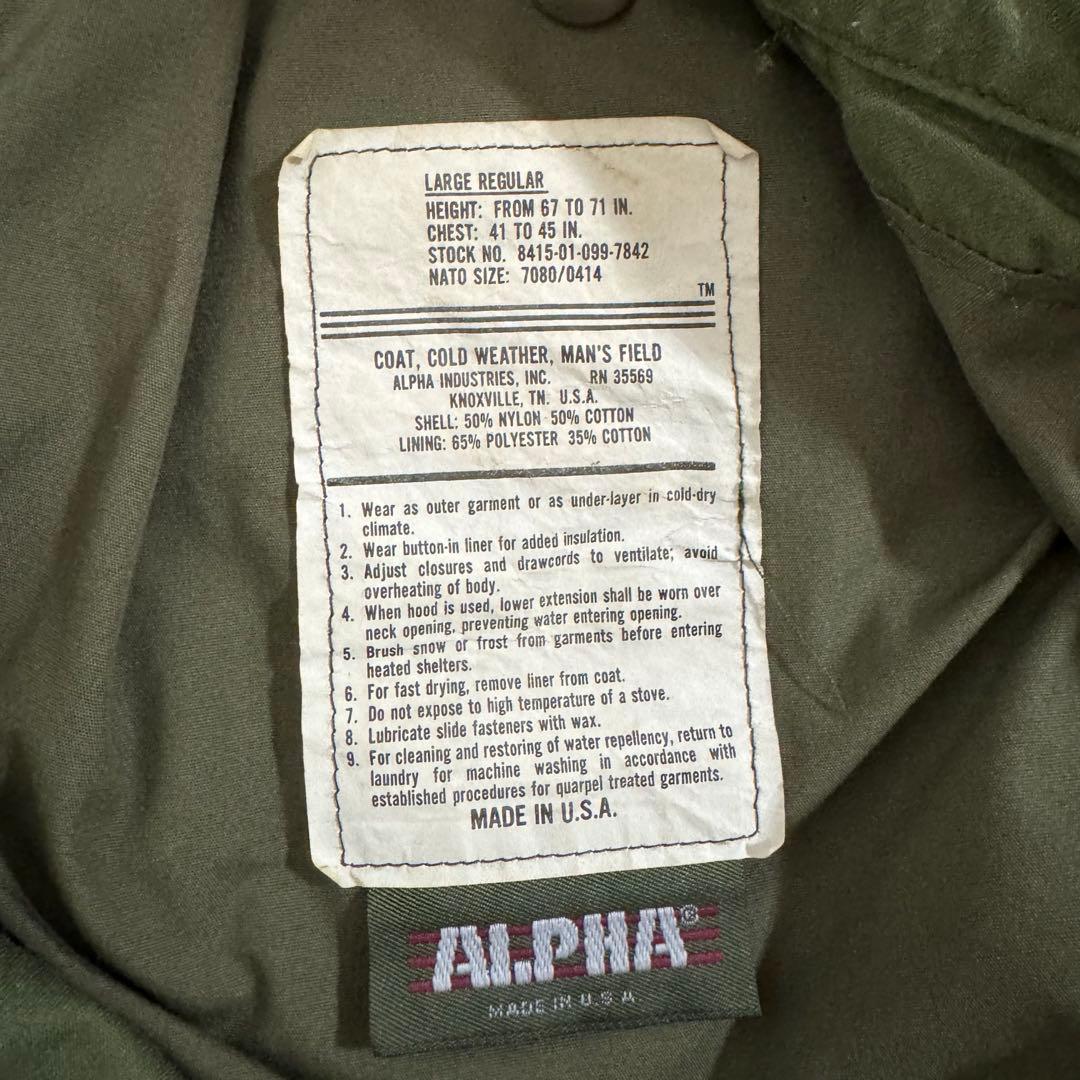 LARGE REGULAR
HEIGHT: FROM 67 TO 71 IN.
CHEST: 41 TO 45 IN.
STOCK NO. 8415-01-099-7842
NATO SIZE: 7080/0414
TM
COAT, COLD WEATHER, MAN'S FIELD
ALPHA INDUSTRIES, INC. RN 35569
KNOXVILLE, TN. U.S.A.
SHELL: 50% NYLON 50% COTTON
LINING: 65% POLYESTER 35% COTTON
1. Wear as outer garment or as under-layer in cold-dry
climate.
2. Wear button-in liner for added insulation.
3. Adjust closures and drawcords to ventilate; avoid
overheating of body.
4. When hood is used, lower extension shall be worn over
neck opening, preventing water entering opening.
5. Brush snow or frost from garments before entering
heated shelters.
6. For fast drying, remove liner from coat.
7. Do not expose to high temperature of a stove.
8. Lubricate slide fasteners with wax.
9. For cleaning and restoring of water repellency, return to
laundry for machine washing in accordance with
established procedures for quarpel treated garments.
MADE IN U.S.A.
ALPHA®
MADE IN U.S.A